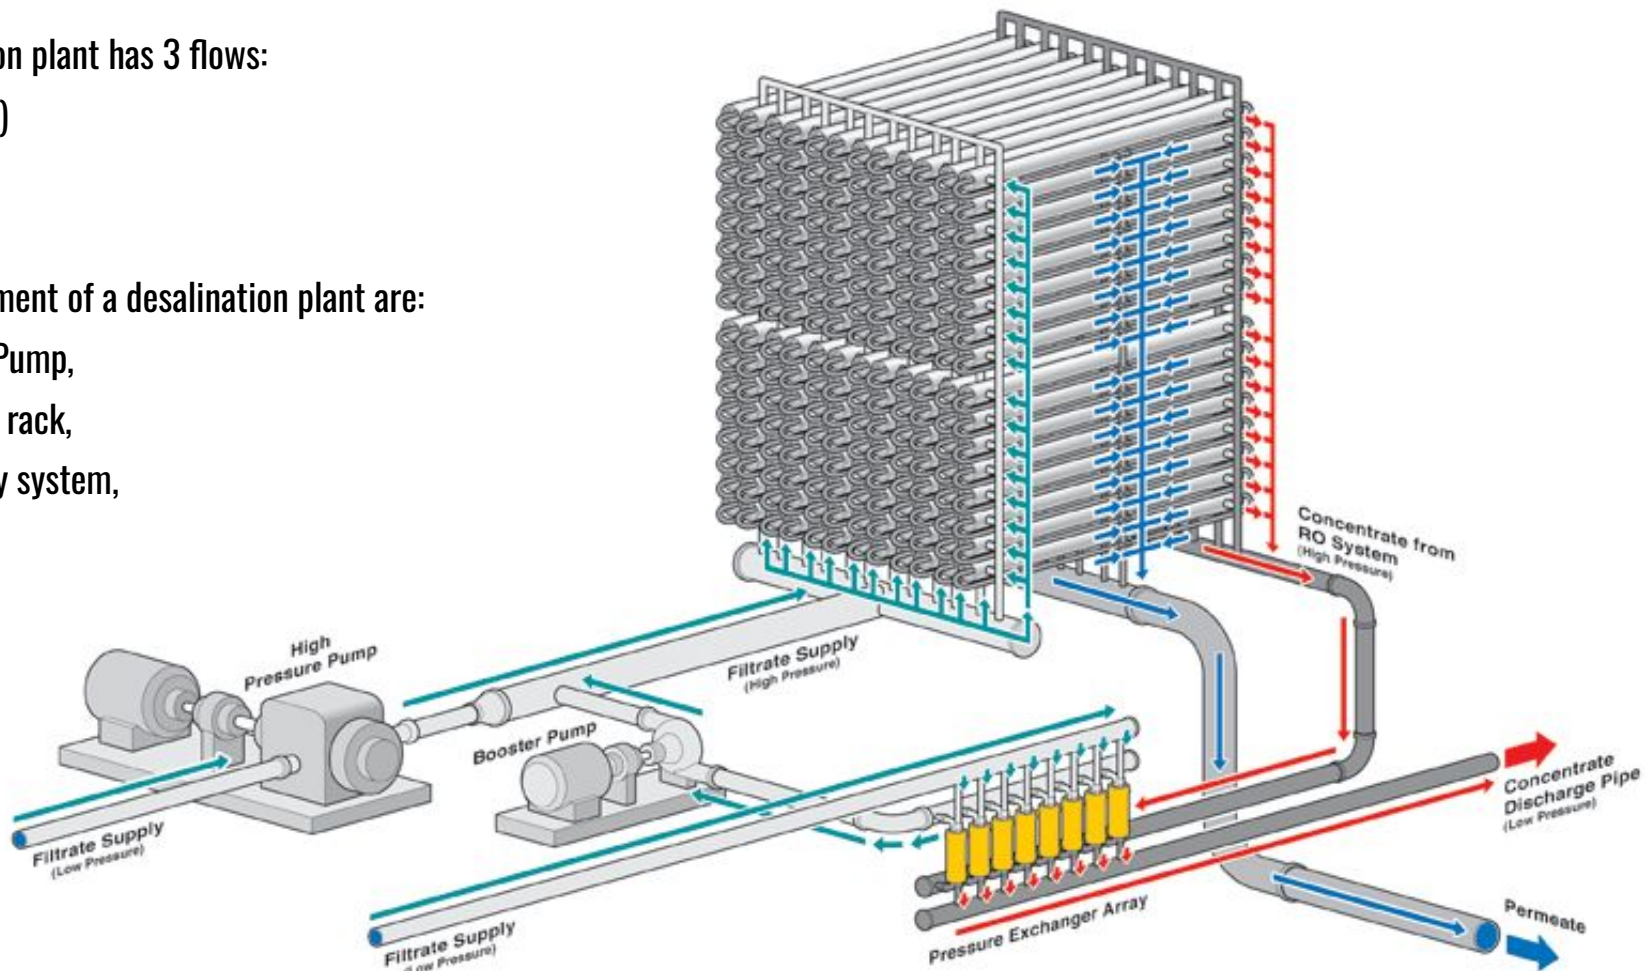 on plant has 3 flows:
)
ment of a desalination plant are:
Pump,
rack,
y system,
Concentrate from
RO System
(High Pressure)
High
Pressure Pump
Filtrate Supply
(High Pressure)
Booster Pump
Filtrate Supply
(Low Pressure)
Concentrate
Discharge Pipe
(Low Pressure)
Filtrate Supply
(Low Pressure)
Pressure Exchanger Array
Permeate